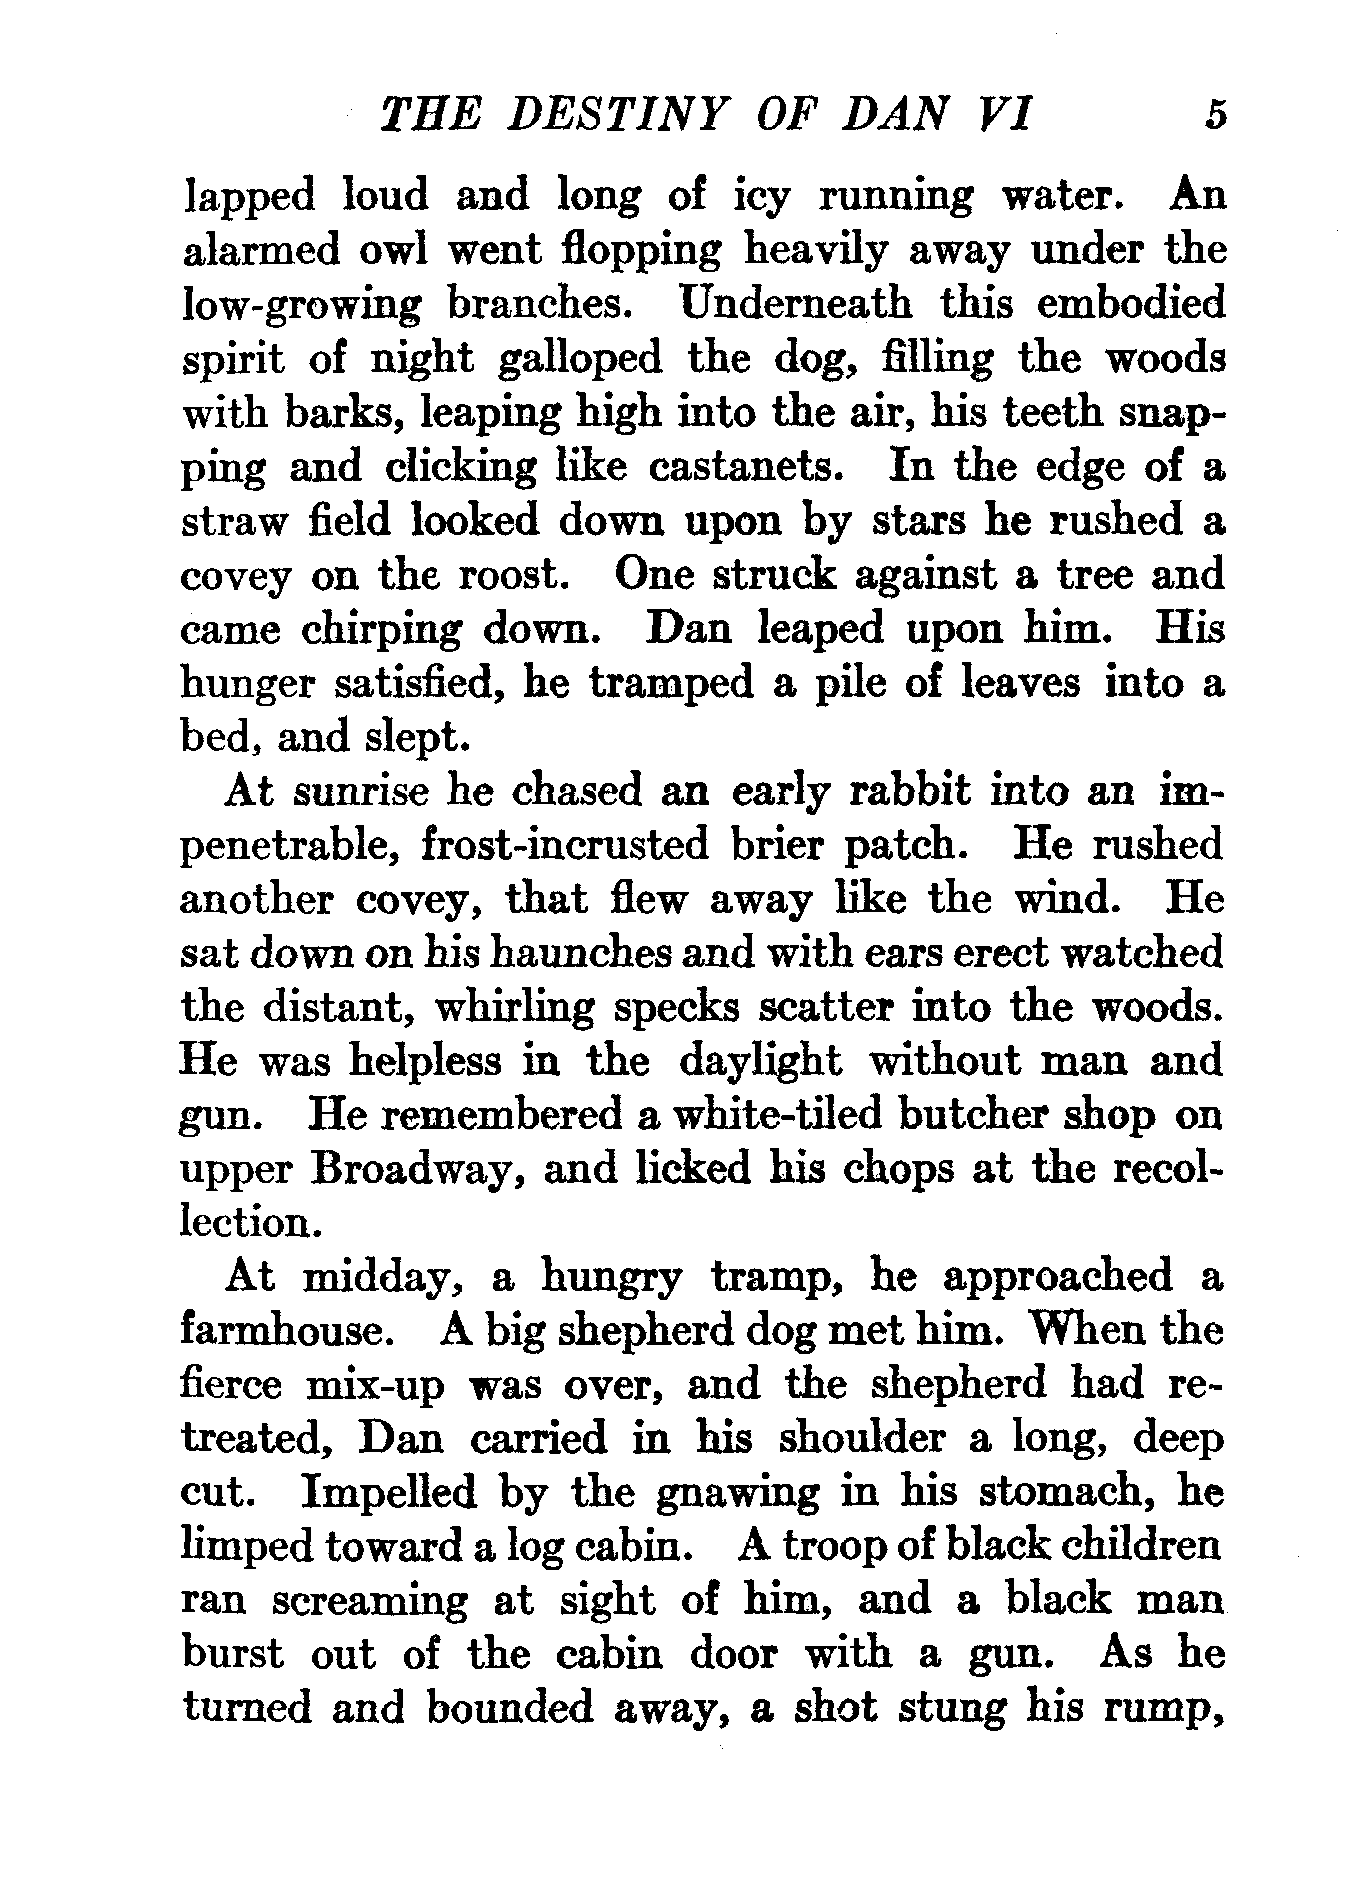 THE DESTINY OF DAN VI 5
lapped loud and long of icy running water. An
alarmed owl went flopping heavily away under the
low-growing branches. Underneath this embodied
spirit of night galloped the dog, filling the woods
with barks, leaping high into the air, his teeth snap-
ping and clicking like castanets. In the edge of a
straw field looked down upon by stars he rushed a
covey on the roost. One struck against a tree and
came chirping down. Dan leaped upon him. His
hunger satisfied, he tramped a pile of leaves into a
bed, and slept.
At sunrise he chased an early rabbit into an im-
penetrable, frost-incrusted brier patch. He rushed
another covey, that flew away like the wind. He
sat down on his haunches and with ears erect watched
the distant, whirling specks scatter into the woods.
He was helpless in the daylight without man and
gun. He remembered a white-tiled butcher shop on
upper Broadway, and licked his chops at the recol-
lection.
At midday, a hungry tramp, he approached a
farmhouse. A big shepherd dog met him. When the
fierce mix-up was over, and the shepherd had re-
treated, Dan carried in his shoulder a long, deep
cut. Impelled by the gnawing in his stomach, he
limped toward a log cabin. A troop of black children
ran screaming at sight of him, and a black man
burst out of the cabin door with a gun. As he
turned and bounded away, a shot stung his rump,